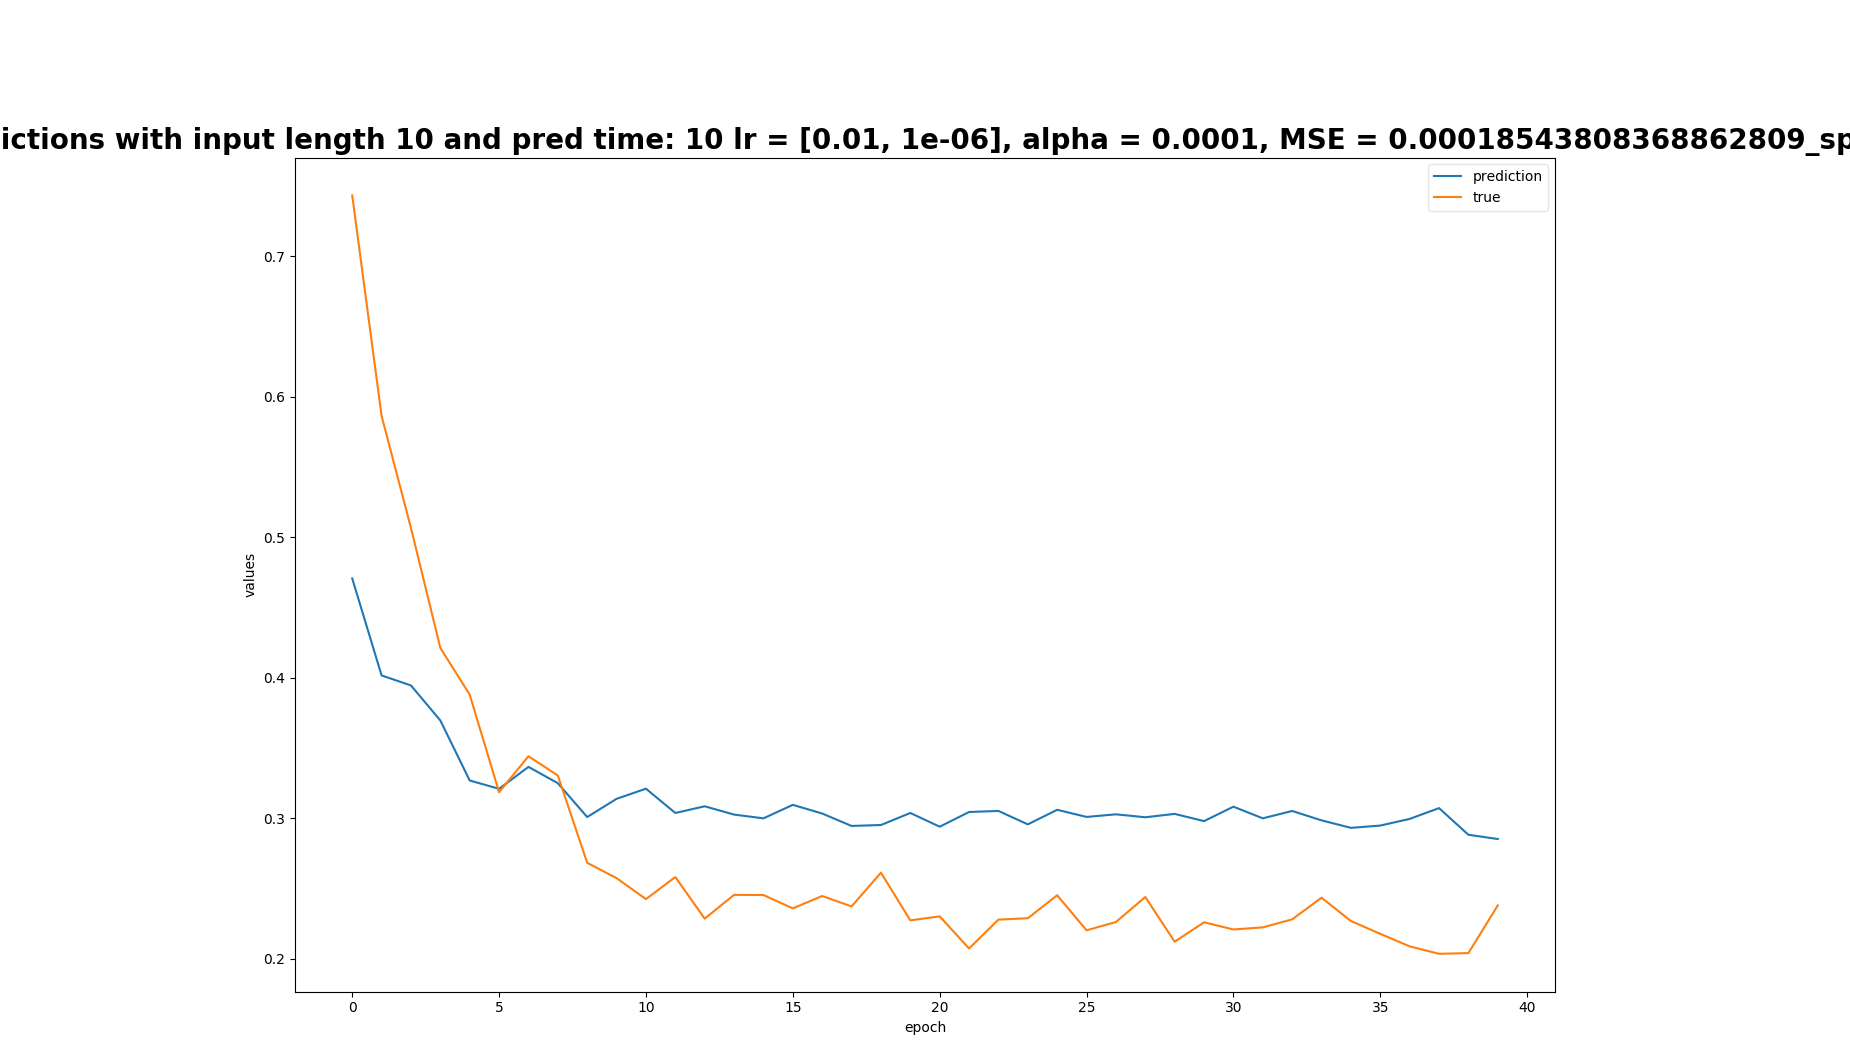 ictions with input length 10 and pred time: 10 lr = [0.01, 1e-06], alpha = 0.0001, MSE = 0.00018543808368862809_sp
prediction
true
0.7
0.6
0.5
0.4
0.3
0.2
values
0 5 10 15 20 25 30 35 40
epoch